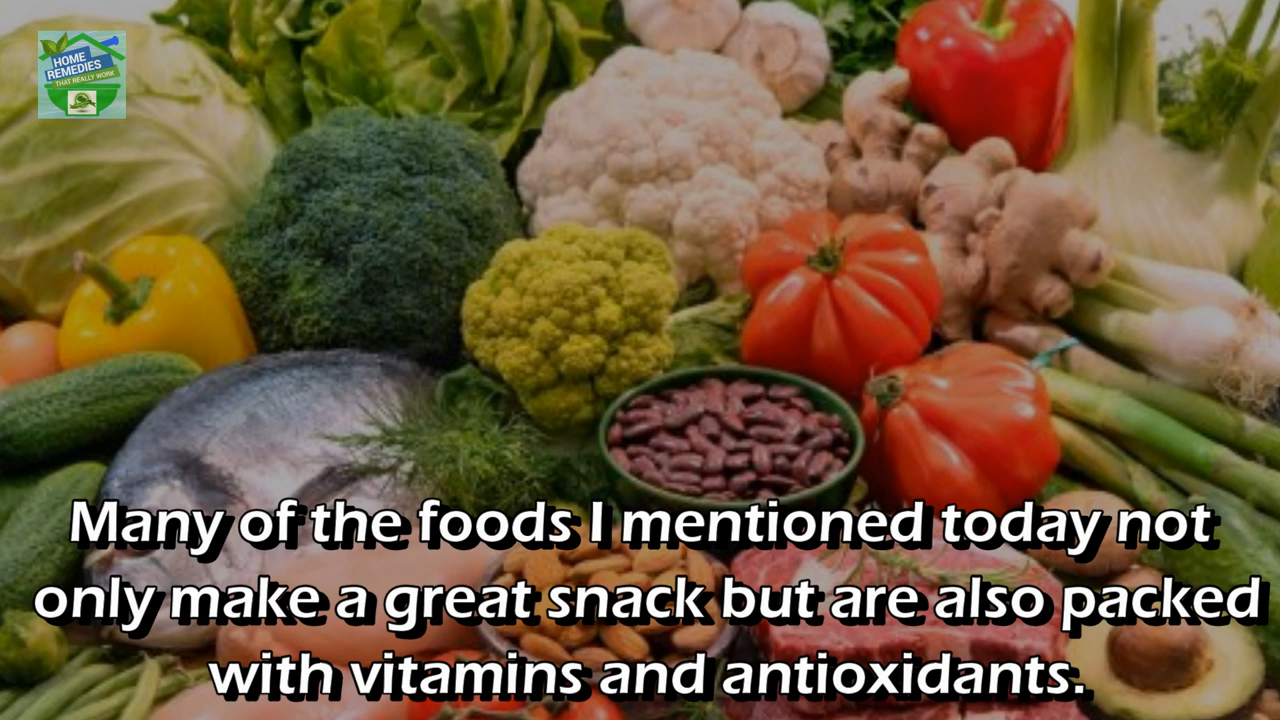 HOME
REMEDIES
THAT REALLY WORK
Many of the foods I mentioned today not
only make a great snack but are also packed
with vitamins and antioxidants.